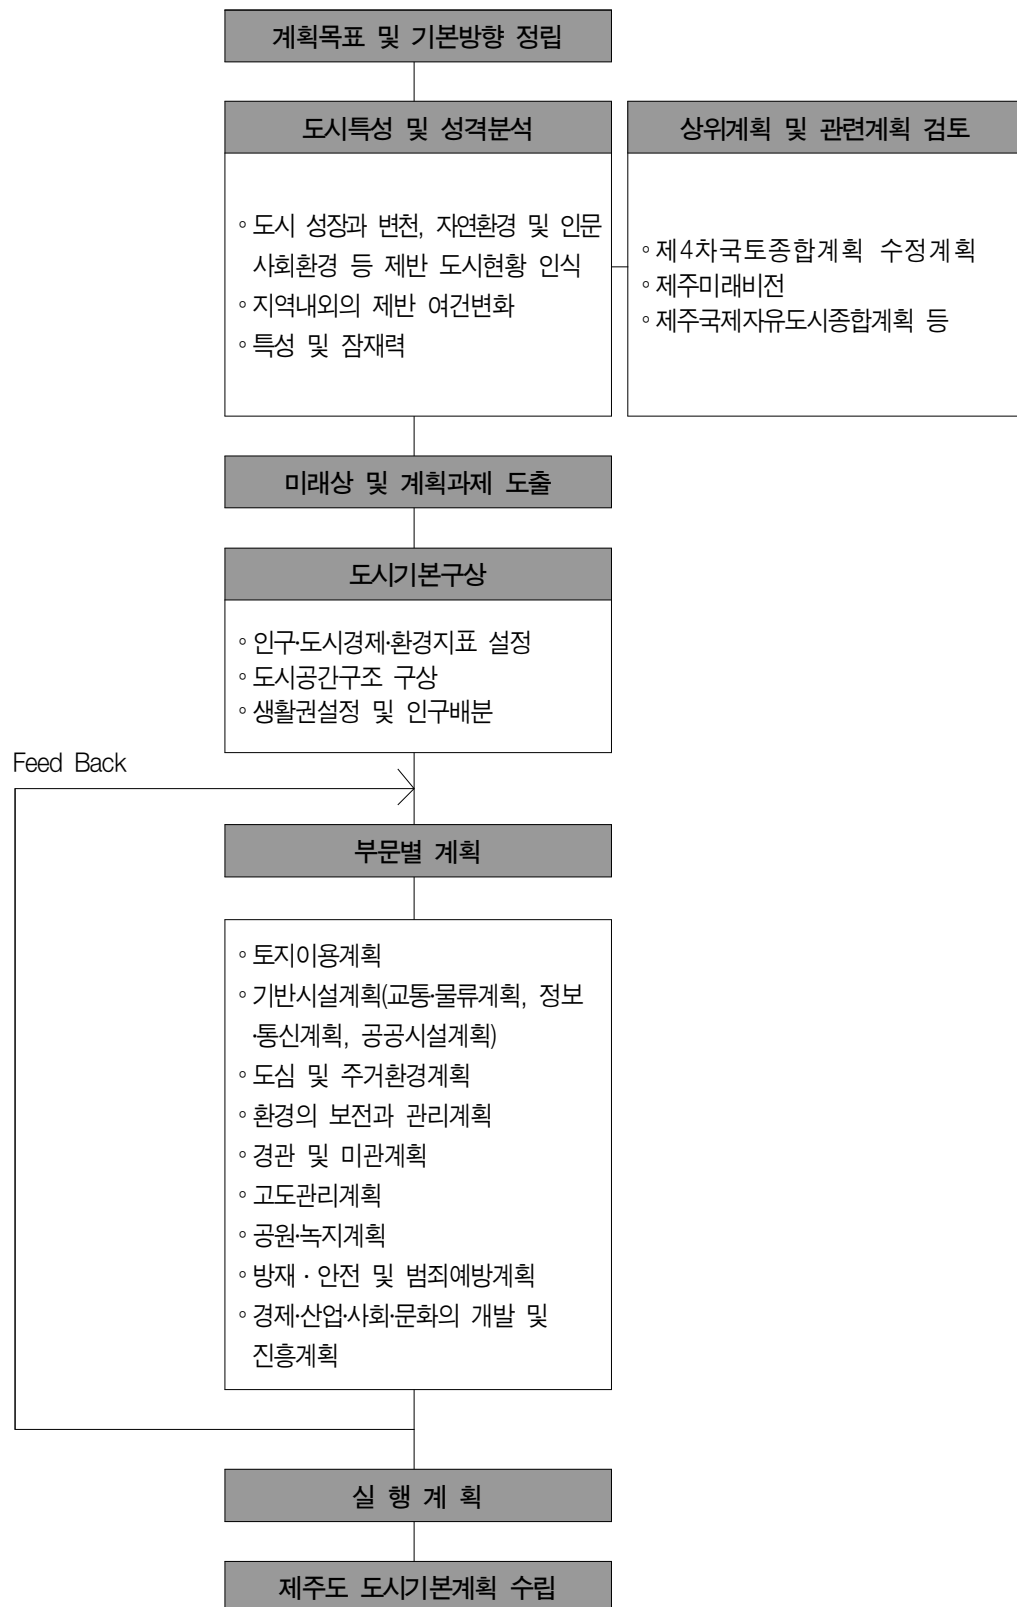 계획목표 및 기본방향 정립
도시특성 및 성격분석
◦도시 성장과 변천, 자연환경 및 인문
사회환경 등 제반 도시현황 인식
◦지역내외의 제반 여건변화
◦특성 및 잠재력
상위계획 및 관련계획 검토
◦제4차국토종합계획 수정계획
◦제주미래비전
◦제주국제자유도시종합계획 등
미래상 및 계획과제 도출
도시기본구상
◦인구·도시경제·환경지표 설정
◦도시공간구조 구상
◦생활권설정 및 인구배분
Feed Back
부문별 계획
◦토지이용계획
◦기반시설계획(교통·물류계획, 정보
·통신계획, 공공시설계획)
◦도심 및 주거환경계획
◦환경의 보전과 관리계획
◦경관 및 미관계획
◦고도관리계획
◦공원·녹지계획
◦방재·안전 및 범죄예방계획
◦경제·산업·사회·문화의 개발 및
진흥계획
실 행 계 획
제주도 도시기본계획 수립